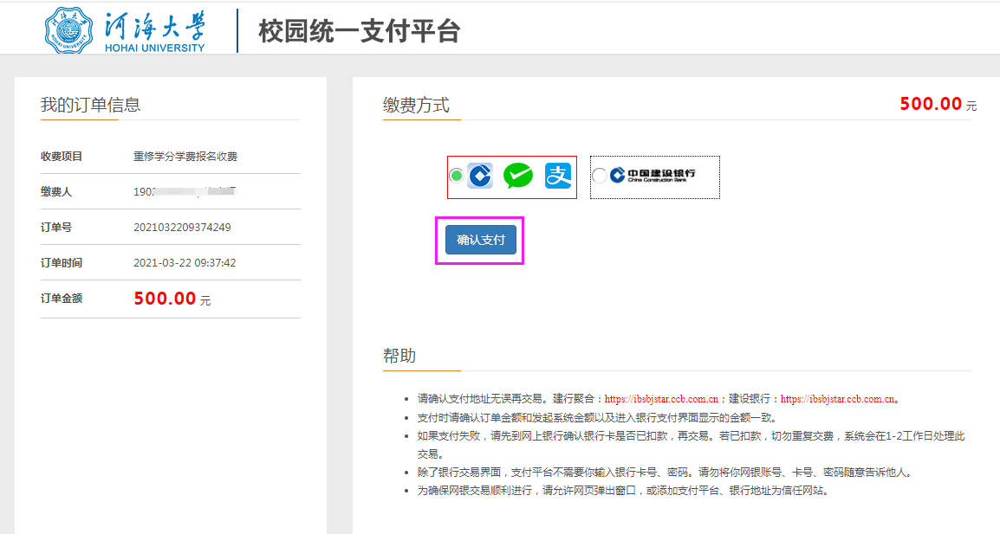 河海大学
HOHAI UNIVERSITY
校园统一支付平台
我的订单信息
收费项目 重修学分学费报名收费
缴费人 190
订单号 2021032209374249
订单时间 2021-03-22 09:37:42
订单金额 500.00 元
缴费方式 500.00 元
支 中国建设银行
China Construction Bank
确认支付
帮助
请确认支付地址无误再交易。建行聚合：https://ibsbjstar.ccb.com.cn；建设银行：https://ibsbjstar.ccb.com.cn。
支付时请确认订单金额和发起系统金额以及进入银行支付界面显示的金额一致。
如果支付失败，请先到网上银行确认银行卡是否已扣款，再交易。若已扣款，切勿重复交费，系统会在1-2工作日处理此
交易。
除了银行交易界面，支付平台不需要你输入银行卡号、密码。请勿将你网银账号、卡号、密码随意告诉他人。
为确保网银交易顺利进行，请允许网页弹出窗口，或添加支付平台、银行地址为信任网站。